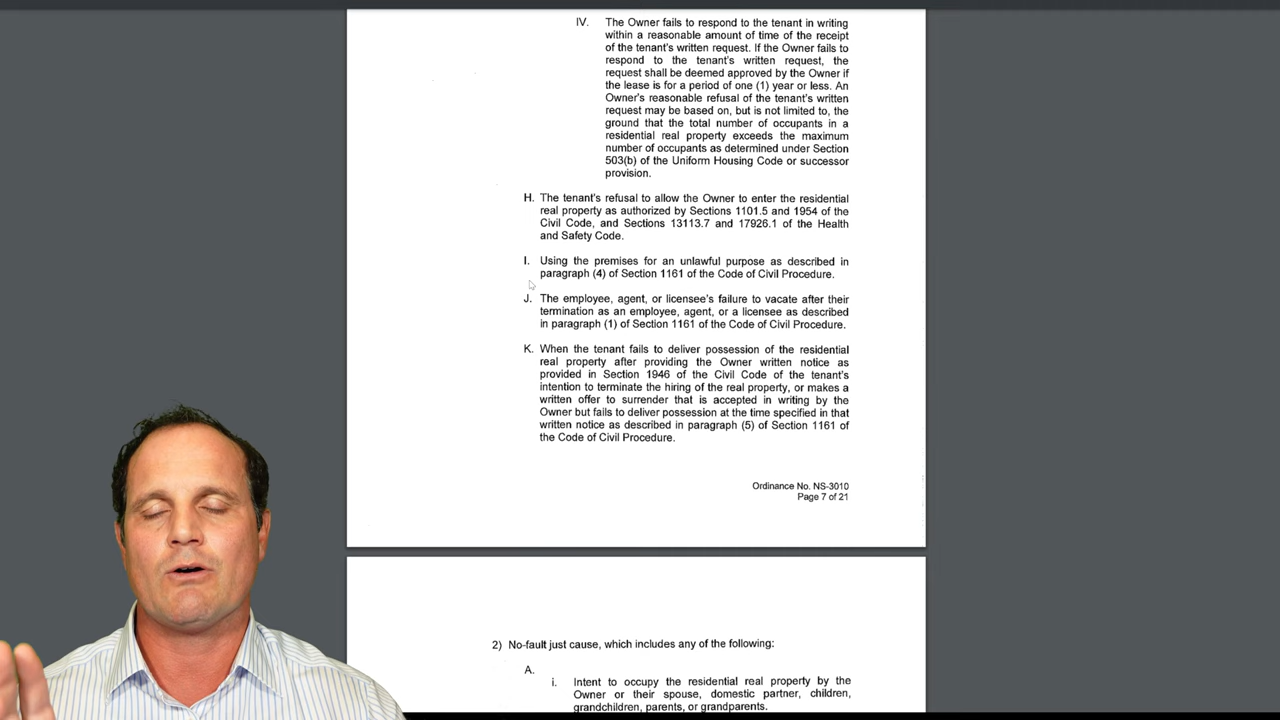 IV. The Owner fails to respond to the tenant in writing
within a reasonable amount of time of the receipt
of the tenant's written request. If the Owner fails to
respond to the tenant's written request, the
request shall be deemed approved by the Owner if
the lease is for a period of one (1) year or less. An
Owner's reasonable refusal of the tenant's written
request may be based on, but is not limited to, the
ground that the total number of occupants in a
residential real property exceeds the maximum
number of occupants as determined under Section
503(b) of the Uniform Housing Code or successor
provision.
H. The tenant's refusal to allow the Owner to enter the residential
real property as authorized by Sections 1101.5 and 1954 of the
Civil Code, and Sections 13113.7 and 17926.1 of the Health
and Safety Code.
I. Using the premises for an unlawful purpose as described in
paragraph (4) of Section 1161 of the Code of Civil Procedure.
J. The employee, agent, or licensee's failure to vacate after their
termination as an employee, agent, or a licensee as described
in paragraph (1) of Section 1161 of the Code of Civil Procedure.
K. When the tenant fails to deliver possession of the residential
real property after providing the Owner written notice as
provided in Section 1946 of the Civil Code of the tenant's
intention to terminate the hiring of the real property, or makes a
written offer to surrender that is accepted in writing by the
Owner but fails to deliver possession at the time specified in that
written notice as described in paragraph (5) of Section 1161 of
the Code of Civil Procedure.
Ordinance No. NS-3010
Page 7 of 21
2) No-fault just cause, which includes any of the following:
A.
i. Intent to occupy the residential real property by the
Owner or their spouse, domestic partner, children,
grandchildren, parents, or grandparents.